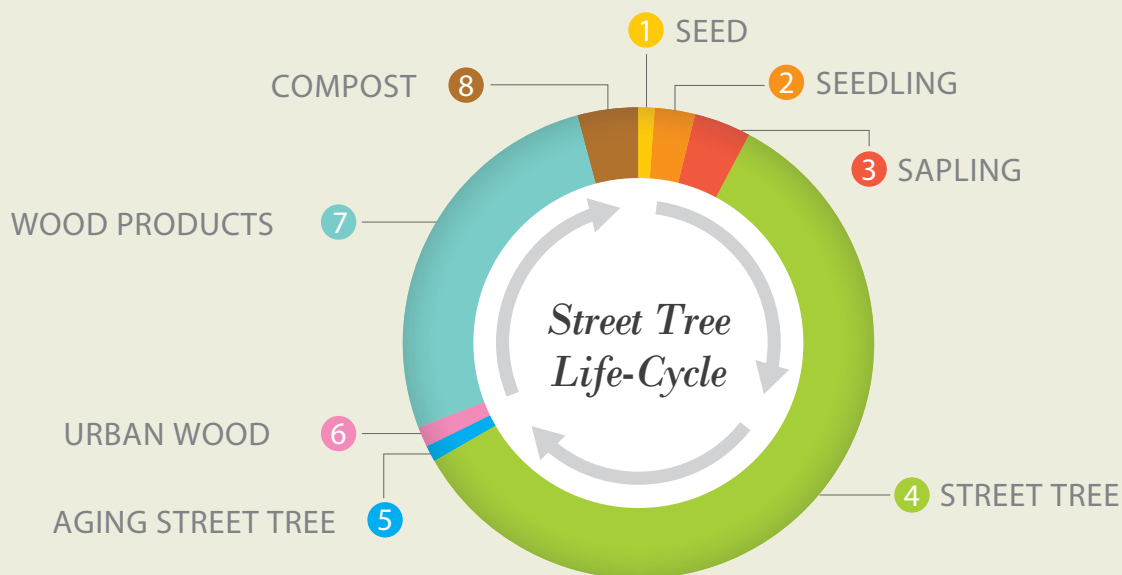 1 SEED
2 SEEDLING
3 SAPLING
4 STREET TREE
5 AGING STREET TREE
6 URBAN WOOD
7 WOOD PRODUCTS
8 COMPOST
Street Tree
Life-Cycle